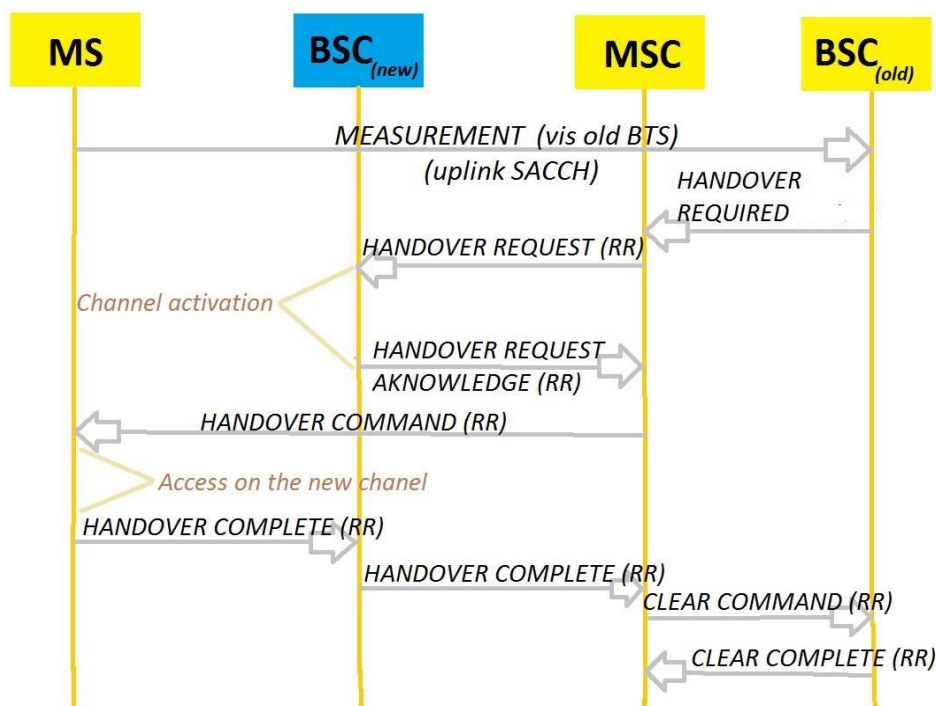 MS
BSC(new)
MSC
BSC(old)
MEASUREMENT (vis old BTS)
(uplink SACCH)
HANDOVER
REQUIRED
HANDOVER REQUEST (RR)
Channel activation
HANDOVER REQUEST
AKNOWLEDGE (RR)
HANDOVER COMMAND (RR)
Access on the new chanel
HANDOVER COMPLETE (RR)
HANDOVER COMPLETE (RR)
CLEAR COMMAND (RR)
CLEAR COMPLETE (RR)